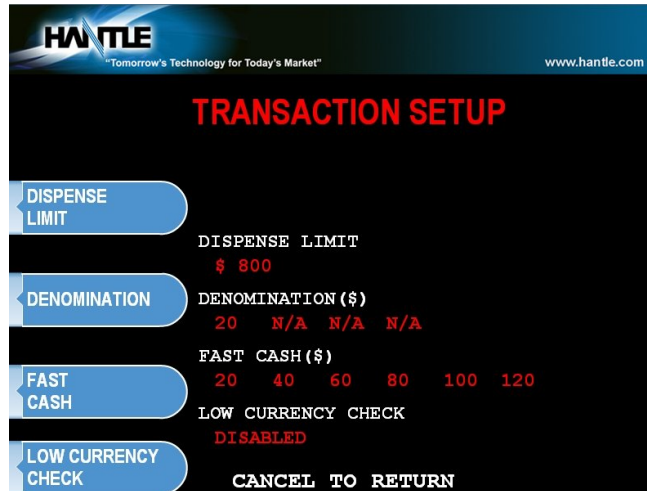 HANTLE
"Tomorrow's Technology for Today's Market"
www.hantle.com
TRANSACTION SETUP
DISPENSE
LIMIT
DISPENSE LIMIT
$ 800
DENOMINATION
DENOMINATION($)
20 N/A N/A N/A
FAST CASH($)
FAST
CASH
20 40 60 80 100 120
LOW CURRENCY CHECK
DISABLED
LOW CURRENCY
CHECK
CANCEL TO RETURN